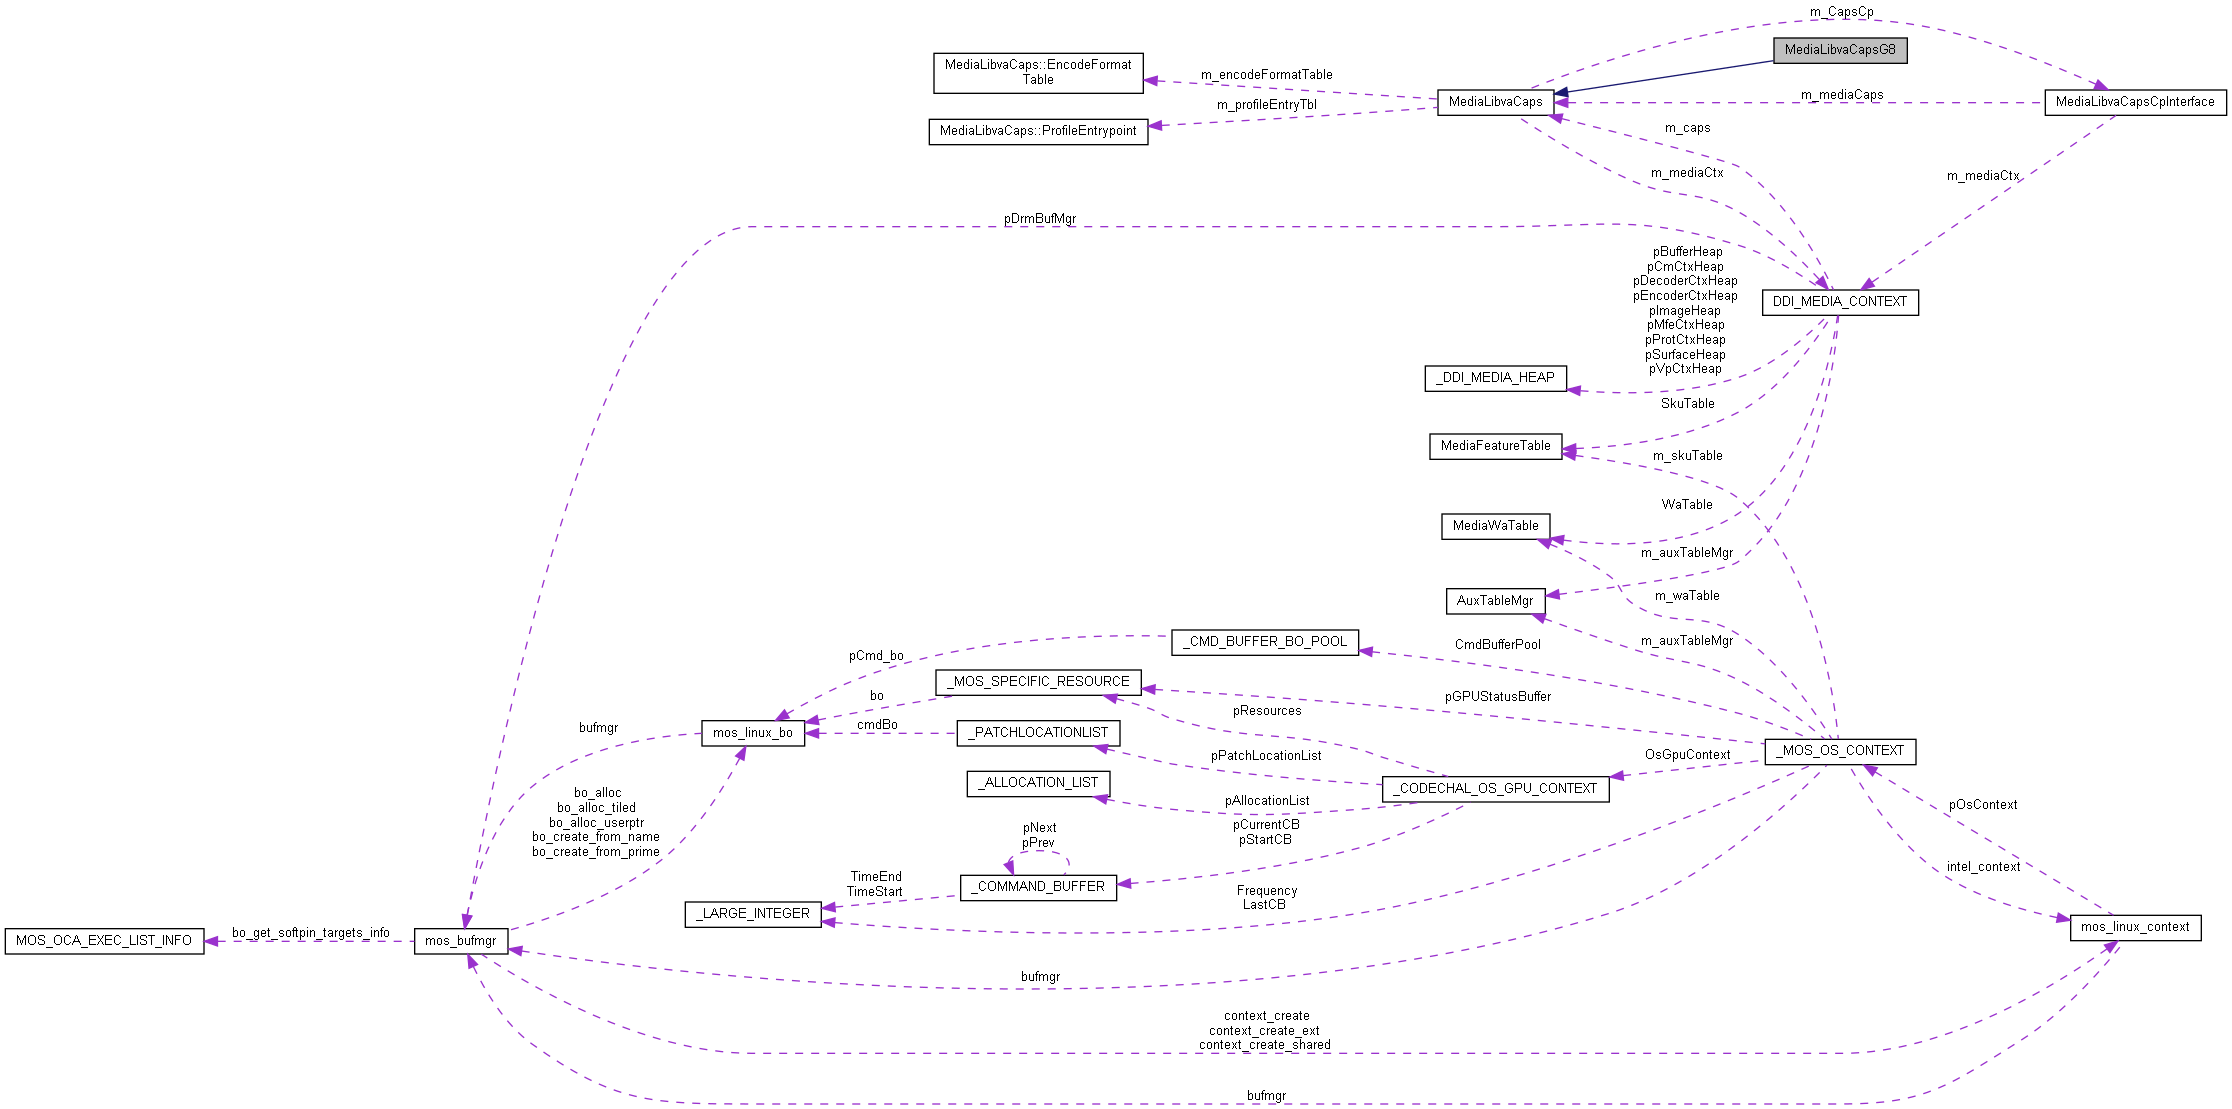 m_CapsCp
MediaLibvaCapsG8
MediaLibvaCaps::EncodeFormat
Table
m_encodeFormatTable
MediaLibvaCaps
m_mediaCaps
MediaLibvaCapsCpInterface
m_profileEntryTbl
MediaLibvaCaps::ProfileEntrypoint
m_caps
m_mediaCtx
m_mediaCtx
pDrmBufMgr
pBufferHeap
pCmCtxHeap
pDecoderCtxHeap
pEncoderCtxHeap
pImageHeap
pMfeCtxHeap
pProtCtxHeap
pSurfaceHeap
pVpCtxHeap
DDI_MEDIA_CONTEXT
_DDI_MEDIA_HEAP
SkuTable
MediaFeatureTable
m_skuTable
WaTable
MediaWaTable
m_auxTableMgr
AuxTableMgr
m_waTable
_CMD_BUFFER_BO_POOL
CmdBufferPool
m_auxTableMgr
pCmd_bo
_MOS_SPECIFIC_RESOURCE
bo
pGPUStatusBuffer
pResources
bufmgr
mos_linux_bo
cmdBo
_PATCHLOCATIONLIST
pPatchLocationList
OsGpuContext
_MOS_OS_CONTEXT
_ALLOCATION_LIST
_CODECHAL_OS_GPU_CONTEXT
pAllocationList
pOsContext
bo_alloc
bo_alloc_tiled
bo_alloc_userptr
bo_create_from_name
bo_create_from_prime
pNext
pPrev
pCurrentCB
pStartCB
TimeEnd
TimeStart
_COMMAND_BUFFER
Frequency
LastCB
intel_context
_LARGE_INTEGER
MOS_OCA_EXEC_LIST_INFO
bo_get_softpin_targets_info
mos_bufmgr
mos_linux_context
bufmgr
context_create
context_create_ext
context_create_shared
bufmgr